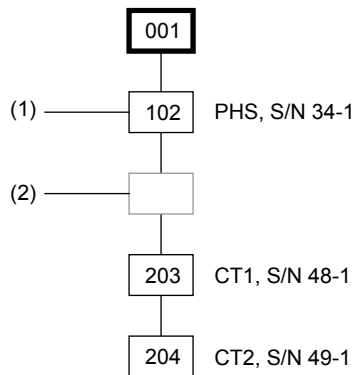 001
(1) 102 PHS, S/N 34-1
(2)
203 CT1, S/N 48-1
204 CT2, S/N 49-1